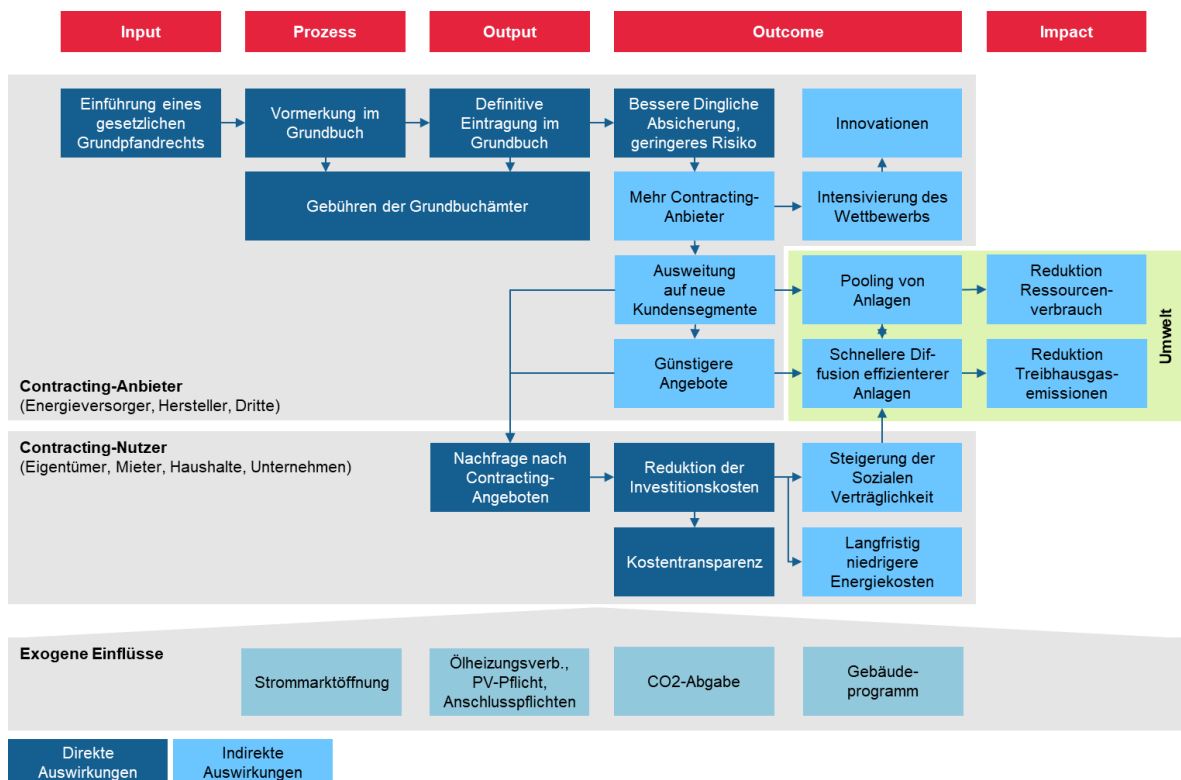 Input
Prozess
Output
Outcome
Impact
Einführung eines
gesetzlichen
Grundpfandrechts
Vormerkung im
Grundbuch
Definitive
Eintragung im
Grundbuch
Bessere Dingliche
Absicherung,
geringeres Risiko
Innovationen
Gebühren der Grundbuchämter
Mehr Contracting-
Anbieter
Intensivierung des
Wettbewerbs
Ausweitung
auf neue
Kundensegmente
Pooling von
Anlagen
Reduktion
Ressourcen-
verbrauch
Umwelt
Günstigere
Angebote
Schnellere Dif-
fusion effizienterer
Anlagen
Reduktion
Treibhausgas-
emissionen
Contracting-Anbieter
(Energieversorger, Hersteller, Dritte)
Contracting-Nutzer
(Eigentümer, Mieter, Haushalte, Unternehmen)
Nachfrage nach
Contracting-
Angeboten
Reduktion der
Investitionskosten
Steigerung der
Sozialen
Verträglichkeit
Kostentransparenz
Langfristig
niedrigere
Energiekosten
Exogene Einflüsse
Strommarktöffnung
Ölheizungsverb.,
PV-Pflicht,
Anschlusspflichten
CO2-Abgabe
Gebäude-
programm
Direkte
Auswirkungen
Indirekte
Auswirkungen